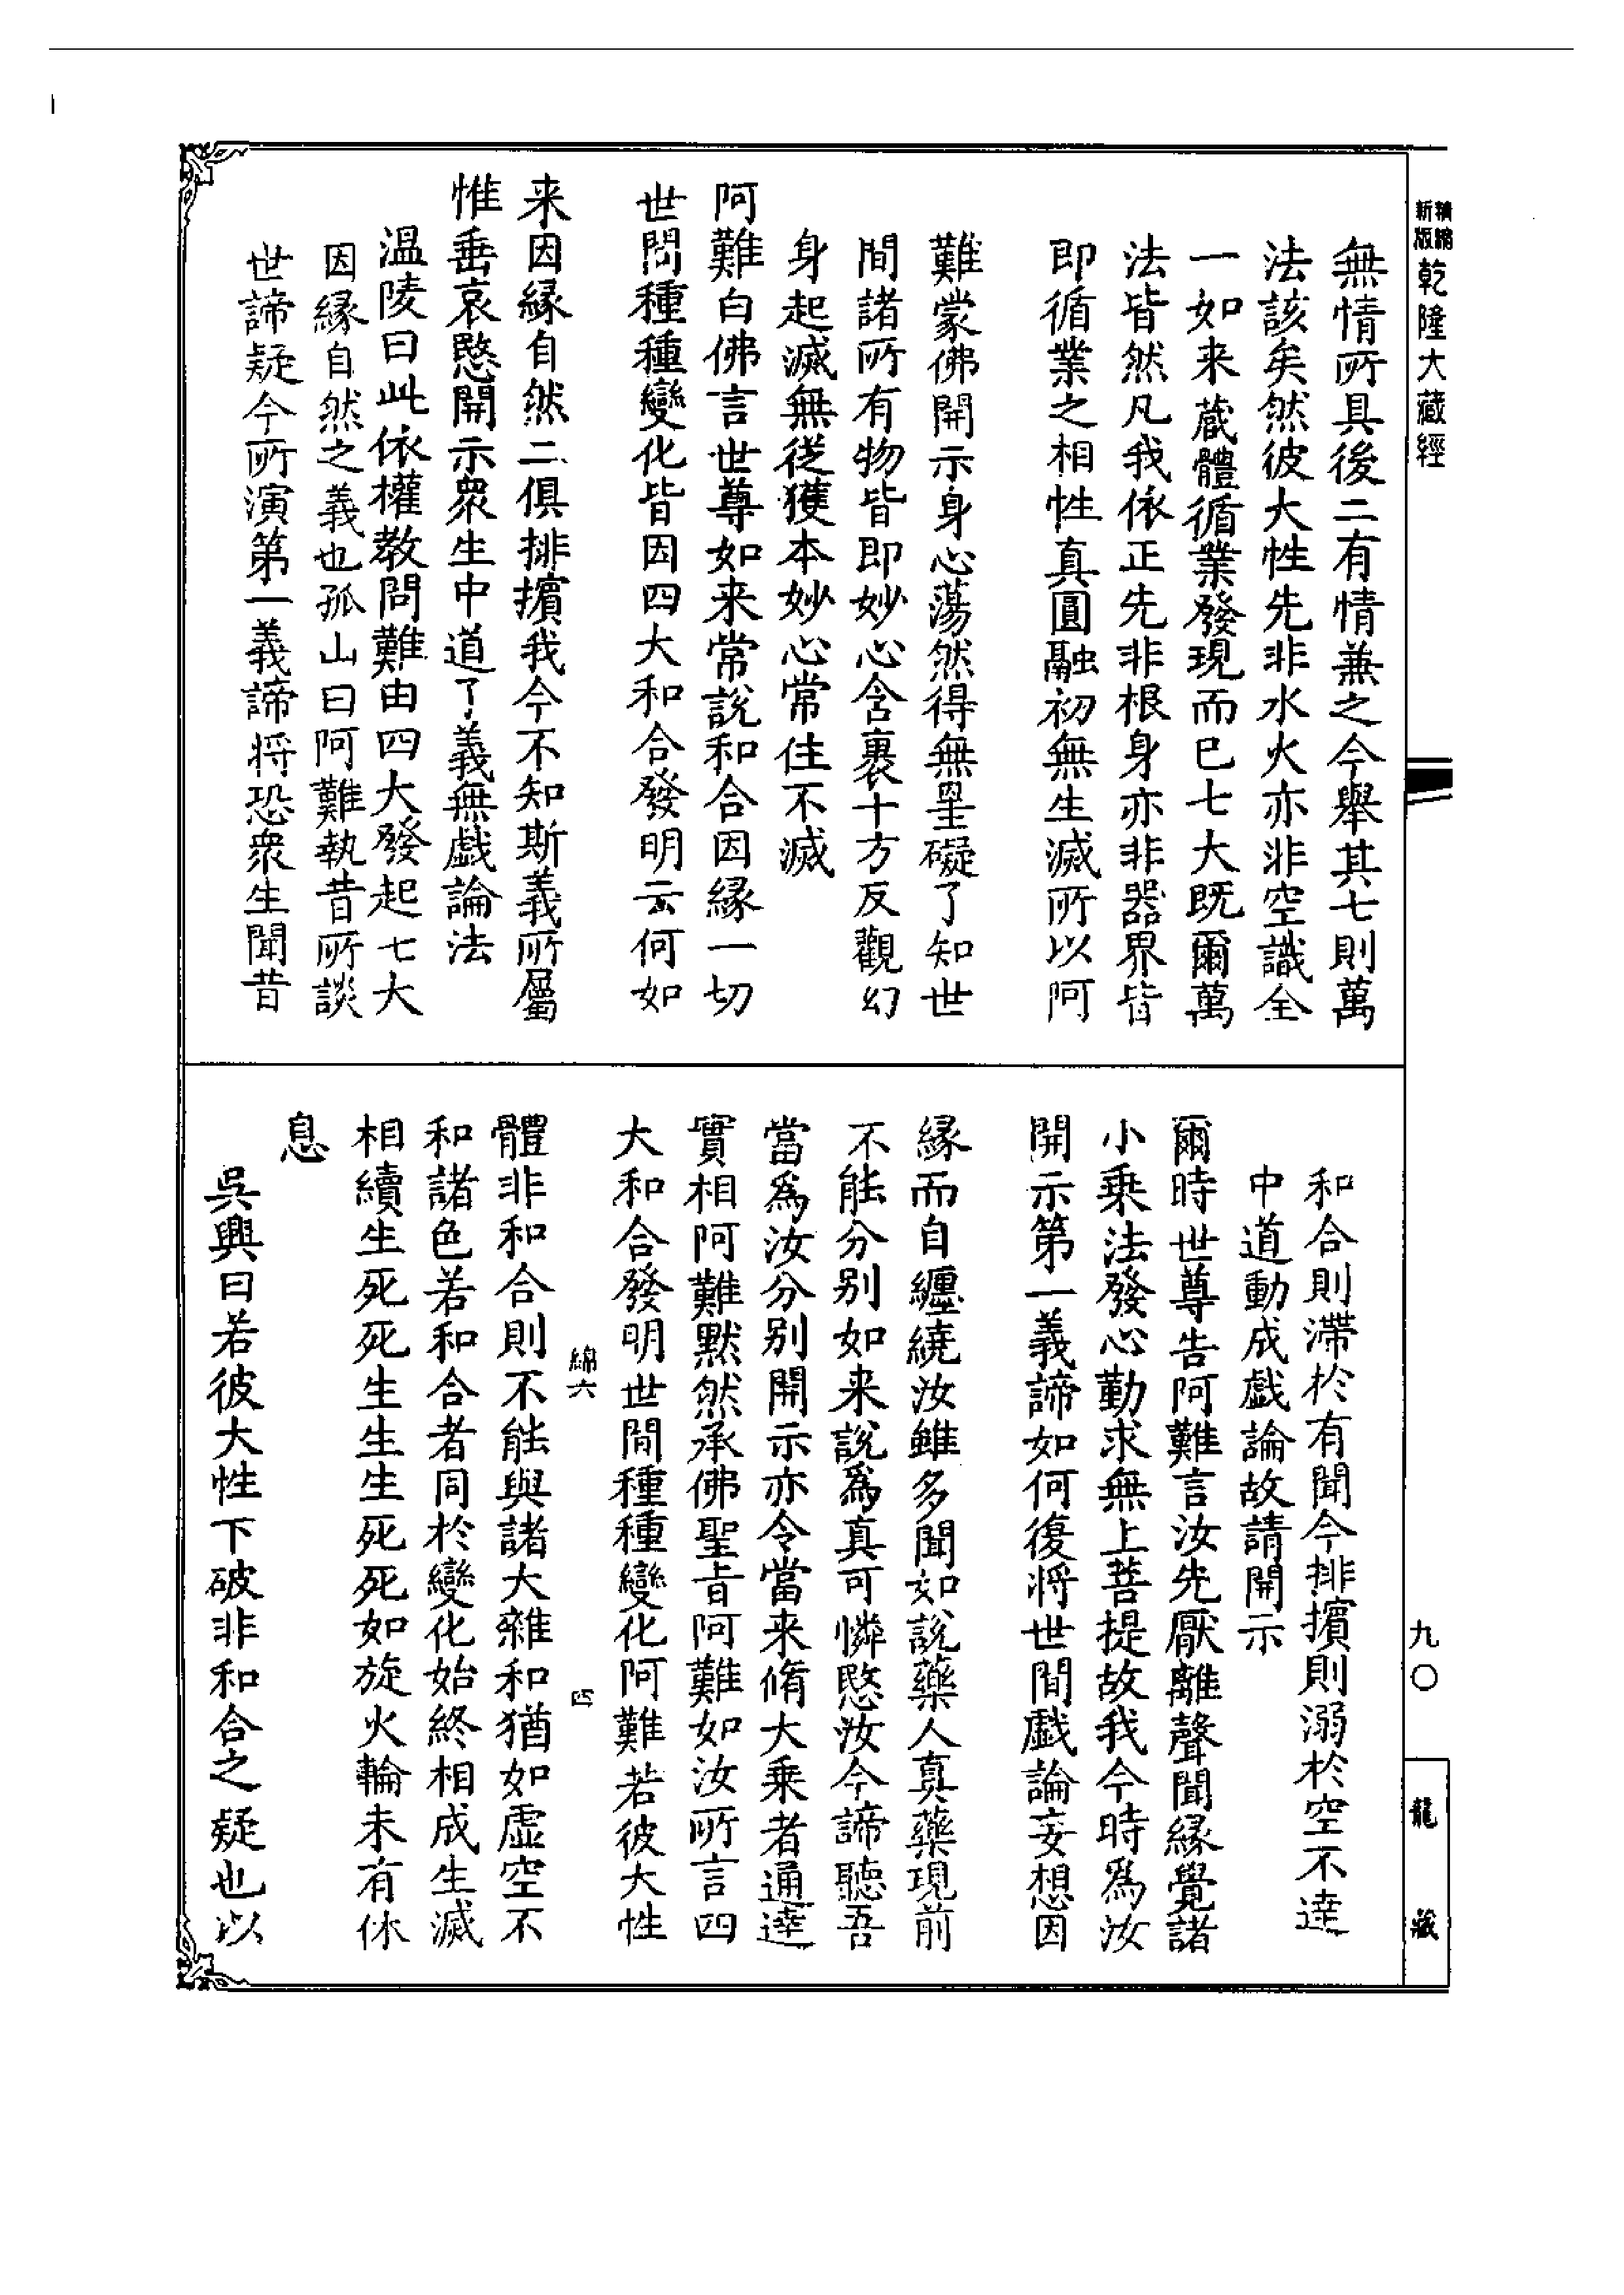 精縮
新版
乾隆大藏經
無情所具後二有情兼之今舉其七則萬
法該矣然彼大性先非水火亦非空識全
一如来藏體循業發現而已七大既爾萬
法皆然凡我依正先非根身亦非器界皆
即循業之相性真圓融初無生滅所以阿
難蒙佛開示身心蕩然得無罣礙了知世
間諸所有物皆即妙心含裹十方反觀幻
身起滅無從獲本妙心常住不滅
阿難白佛言世尊如来常說和合因緣一切
世間種種變化皆因四大和合發明云何如
来因緣自然二俱排擯我今不知斯義所屬
惟垂哀愍開示衆生中道了義無戲論法
溫陵曰此依權教問難由四大發起七大
因緣自然之義也孤山曰阿難執昔所談
世諦疑今所演第一義諦将恐衆生聞昔
和合則滯於有聞今排擯則溺於空不達
中道動成戲論故請開示
爾時世尊告阿難言汝先厭離聲聞緣覺諸
小乘法發心勤求無上菩提故我今時爲汝
開示第一義諦如何復将世間戲論妄想因
緣而自纏繞汝雖多聞如說藥人真藥現前
不能分別如来說爲真可憐愍汝今諦聽吾
當爲汝分別開示亦令當来脩大乘者通達
實相阿難默然承佛聖旨阿難如汝所言四
大和合發明世間種種變化阿難若彼大性
綿六
四
體非和合則不能與諸大雜和猶如虛空不
和諸色若和合者同於變化始終相成生滅
相續生死死生生生死死如旋火輪未有休
息
吳興曰若彼大性下破非和合之疑也以
九〇
龍藏